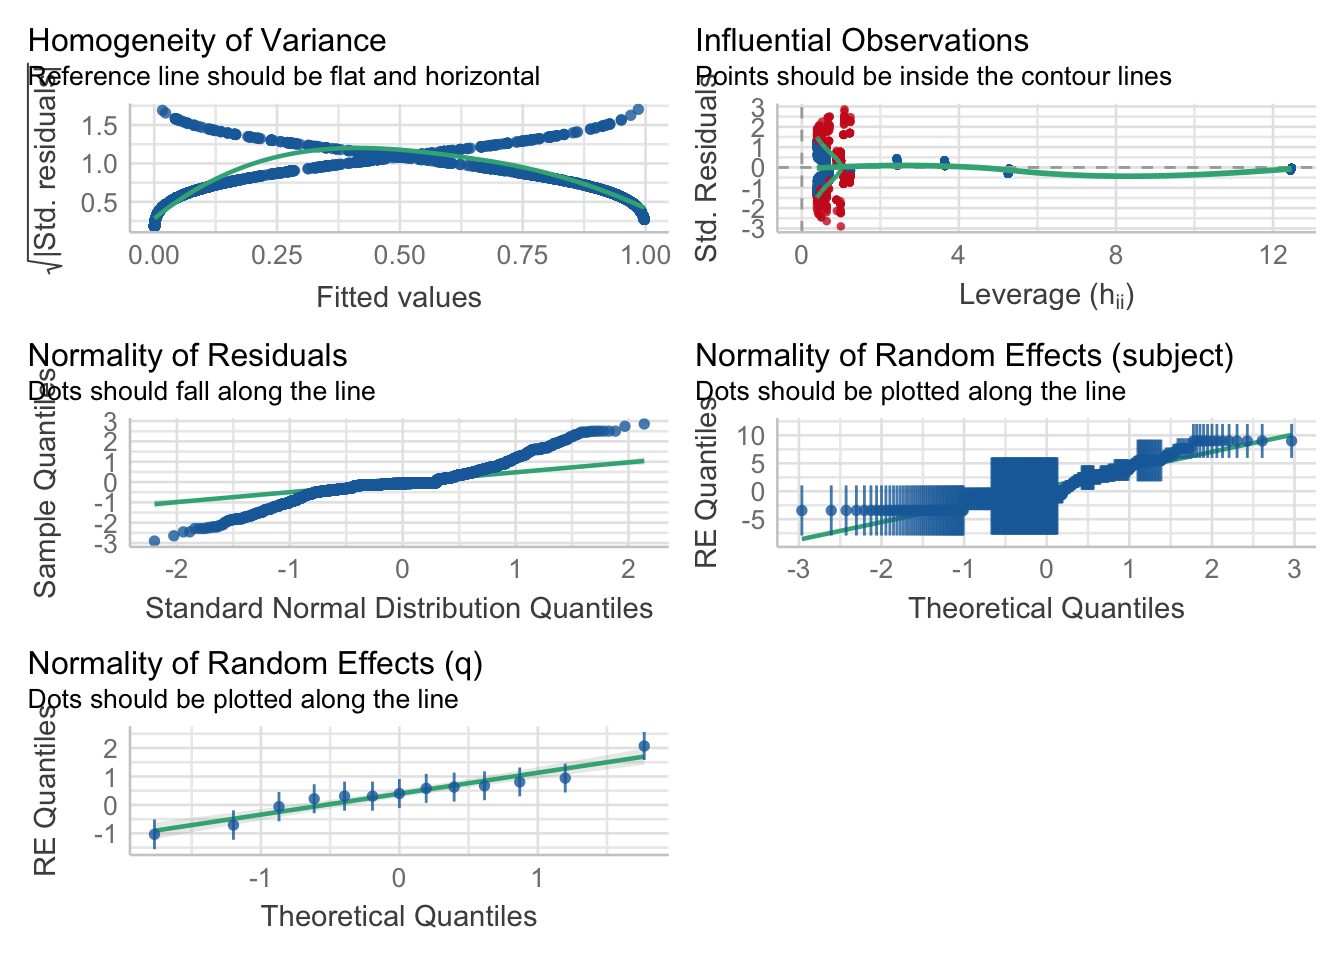 Homogeneity of Variance
Reference line should be flat and horizontal
√|Std. residuals|
1.5
1.0
0.5
0.00 0.25 0.50 0.75 1.00
Fitted values
Influential Observations
Points should be inside the contour lines
Std. Residuals
3
2
1
0
-1
-2
-3
0 4 8 12
Leverage (hii)
Normality of Residuals
Dots should fall along the line
Sample Quantiles
3
2
1
0
-1
-2
-3
-2 -1 0 1 2
Standard Normal Distribution Quantiles
Normality of Random Effects (subject)
Dots should be plotted along the line
RE Quantiles
10
5
0
-5
-3 -2 -1 0 1 2 3
Theoretical Quantiles
Normality of Random Effects (q)
Dots should be plotted along the line
RE Quantiles
2
1
0
-1
-1 0 1
Theoretical Quantiles